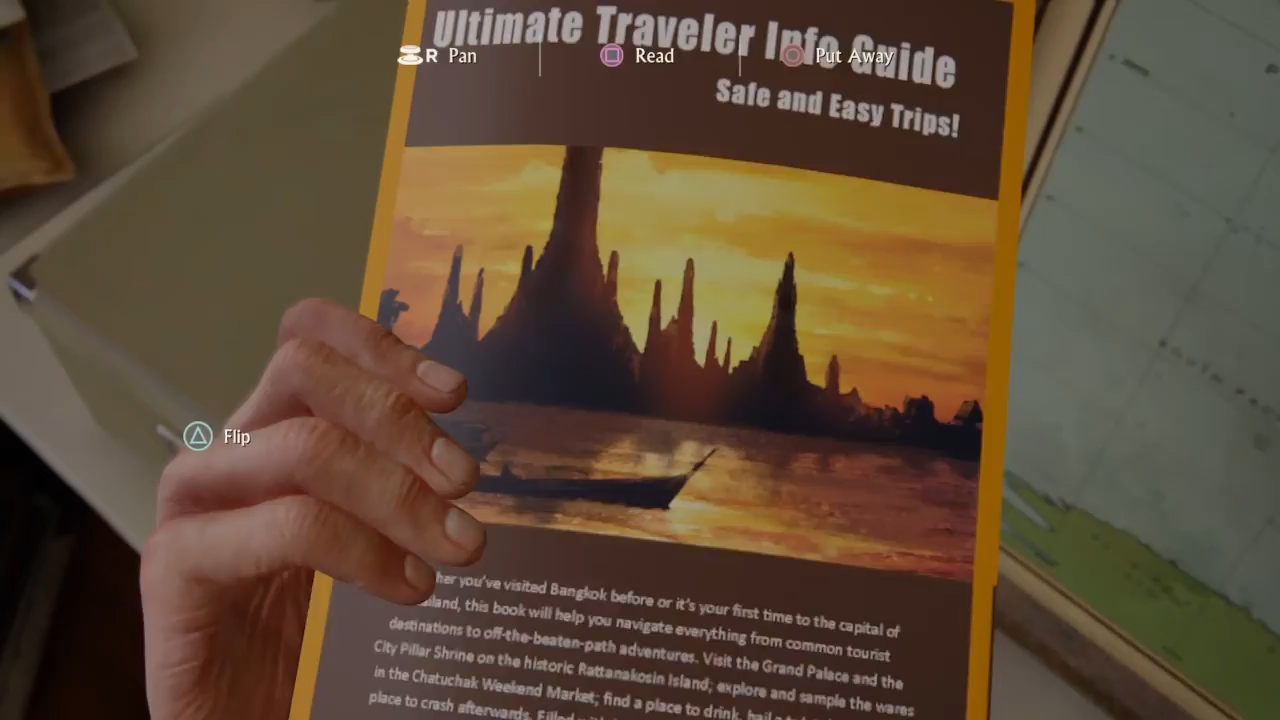 Ultimate Traveler Info Guide
R Pan
Read
Put Away
Safe and Easy Trips!
Flip
you've visited Bangkok before or it's your first time to the capital of
this book will help you navigate everything from common tourist
destinations to off-the-beaten-path adventures. Visit the Grand Palace and the
City Pillar Shrine on the historic Rattanakosin Island; explore and sample the wares
in the Chatuchak Weekend Market; find a place to drink,
place to crash afterwards.